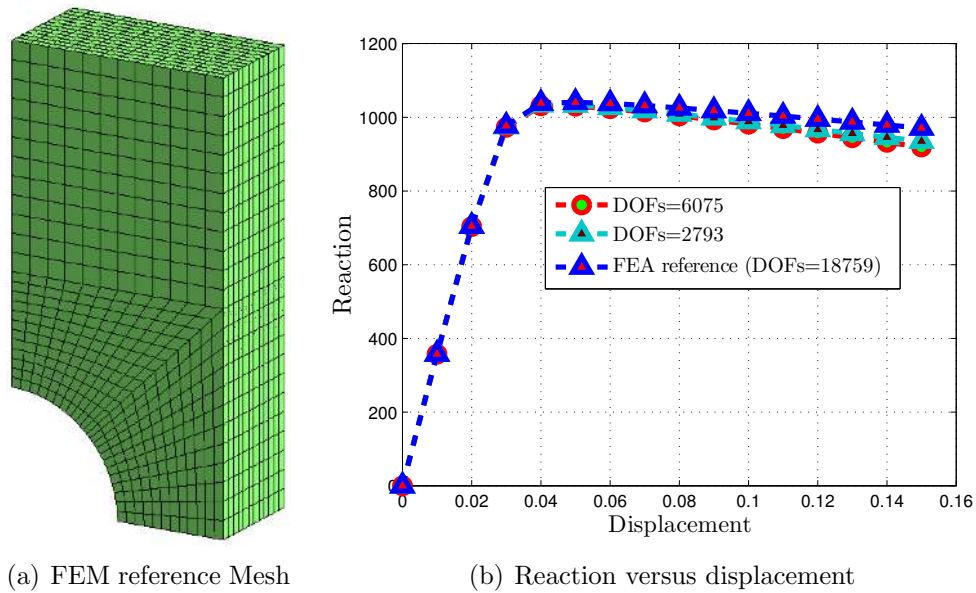 1200
1000
800
600
400
200
0
0 0.02 0.04 0.06 0.08 0.1 0.12 0.14 0.16
Reaction
Displacement
DOFs=6075
DOFs=2793
FEA reference (DOFs=18759)
(a) FEM reference Mesh
(b) Reaction versus displacement